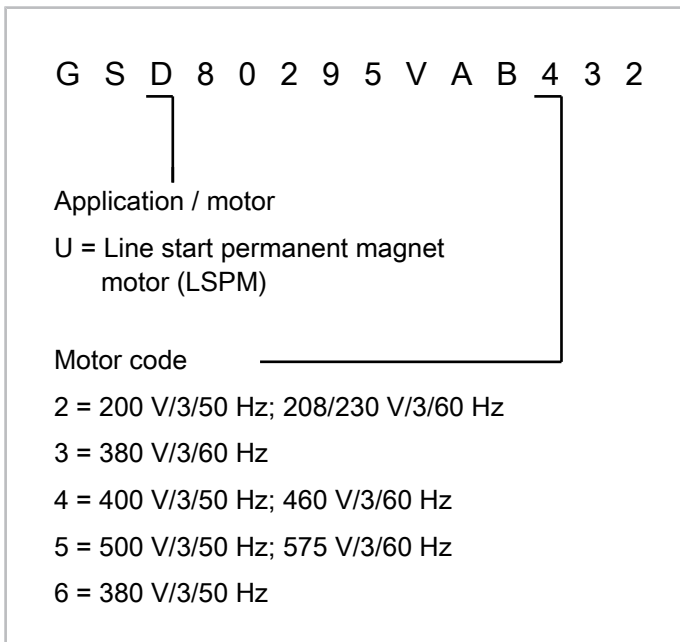 G S D 8 0 2 9 5 V A B 4 3 2
Application / motor
U = Line start permanent magnet
motor (LSPM)
Motor code
2 = 200 V/3/50 Hz; 208/230 V/3/60 Hz
3 = 380 V/3/60 Hz
4 = 400 V/3/50 Hz; 460 V/3/60 Hz
5 = 500 V/3/50 Hz; 575 V/3/60 Hz
6 = 380 V/3/50 Hz